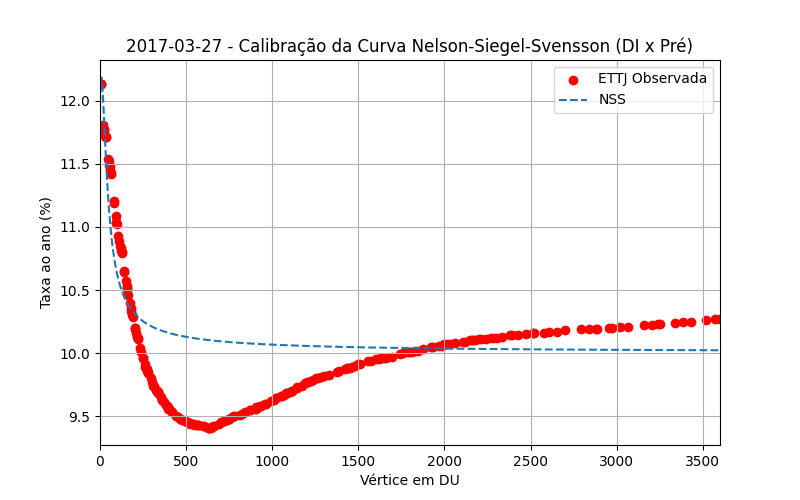 2017-03-27 - Calibração da Curva Nelson-Siegel-Svensson (DI x Pré)
ETTJ Observada
NSS
Taxa ao ano (%)
12.0
11.5
11.0
10.5
10.0
9.5
0 500 1000 1500 2000 2500 3000 3500
Vértice em DU